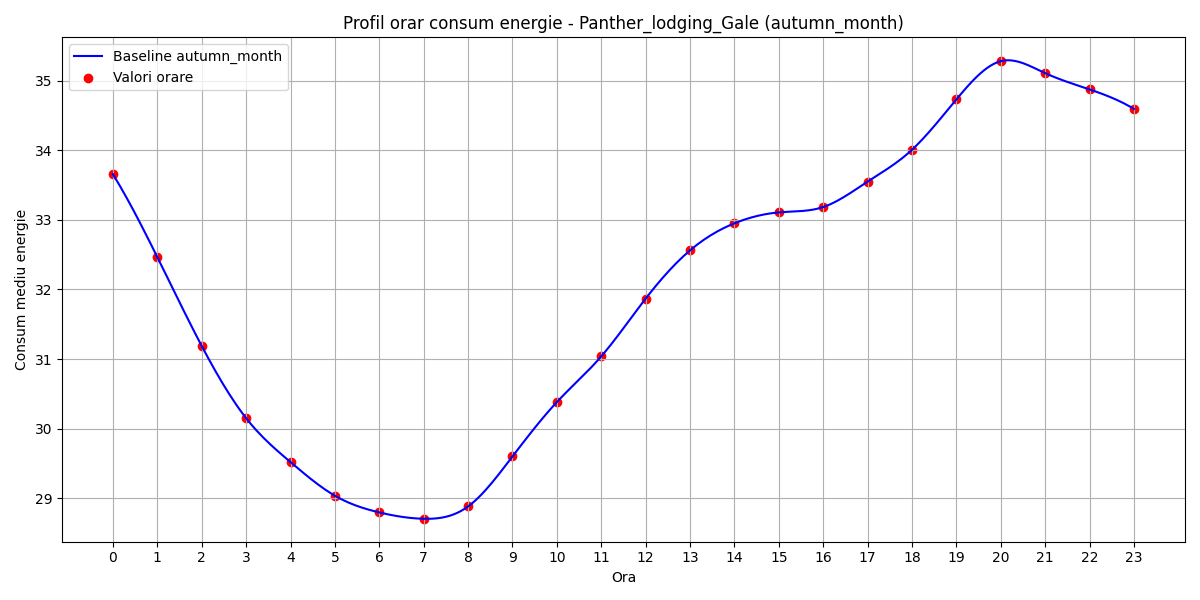 Profil orar consum energie - Panther_lodging_Gale (autumn_month)
Baseline autumn_month
Valori orare
Consum mediu energie
35
34
33
32
31
30
29
0 1 2 3 4 5 6 7 8 9 10 11 12 13 14 15 16 17 18 19 20 21 22 23
Ora